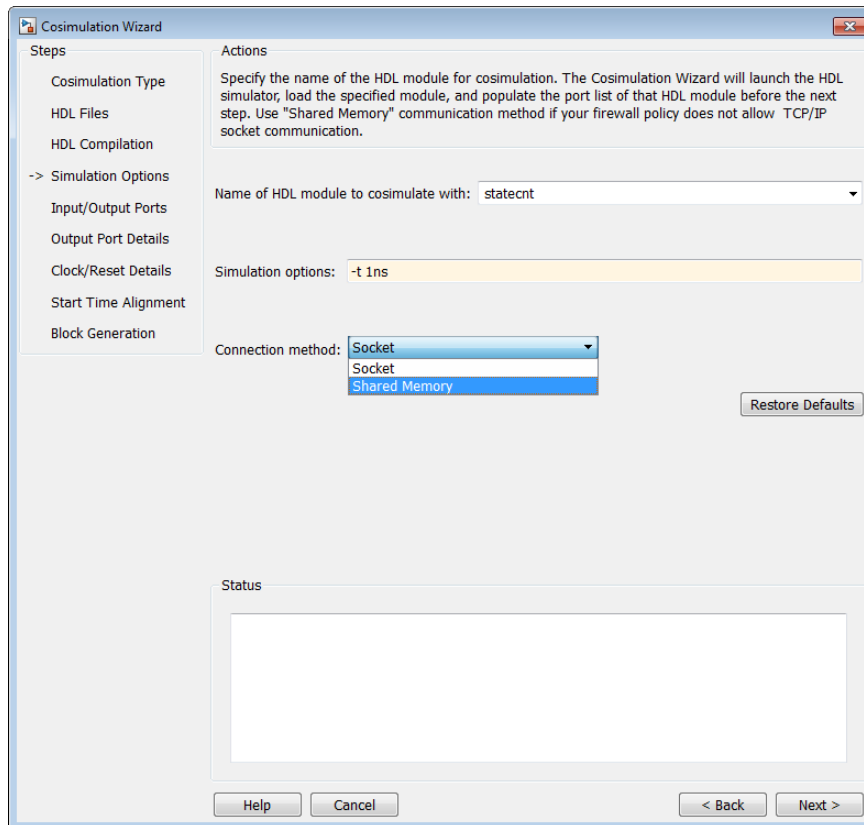 Cosimulation Wizard
Steps
Cosimulation Type
HDL Files
HDL Compilation
-> Simulation Options
Input/Output Ports
Output Port Details
Clock/Reset Details
Start Time Alignment
Block Generation
Actions
Specify the name of the HDL module for cosimulation. The Cosimulation Wizard will launch the HDL
simulator, load the specified module, and populate the port list of that HDL module before the next
step. Use "Shared Memory" communication method if your firewall policy does not allow TCP/IP
socket communication.
Name of HDL module to cosimulate with: statecnt
Simulation options: -t 1ns
Connection method: Socket
Socket
Shared Memory
Restore Defaults
Status
Help Cancel < Back Next >